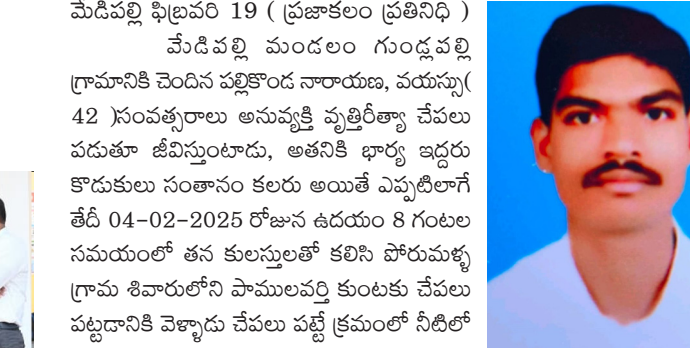 మేడిపల్లి ఫిబ్రవరి 19 ( ప్రజాకలం ప్రతినిధి )
మేడిపల్లి మండలం గుండ్లవల్లి
గ్రామానికి చెందిన పల్లికొండ నారాయణ, వయస్సు(
42 )సంవత్సరాలు అనువ్యక్తి వృత్తిరీత్యా చేపలు
పడుతూ జీవిస్తుంటాడు, అతనికి భార్య ఇద్దరు
కొడుకులు సంతానం కలరు అయితే ఎప్పటిలాగే
తేదీ 04-02-2025 రోజున ఉదయం 8 గంటల
సమయంలో తన కులస్తులతో కలిసి పోరుమళ్ళ
గ్రామ శివారులోని పాములవర్తి కుంటకు చేపలు
పట్టడానికి వెళ్ళాడు చేపలు పట్టే క్రమంలో నీటిలో